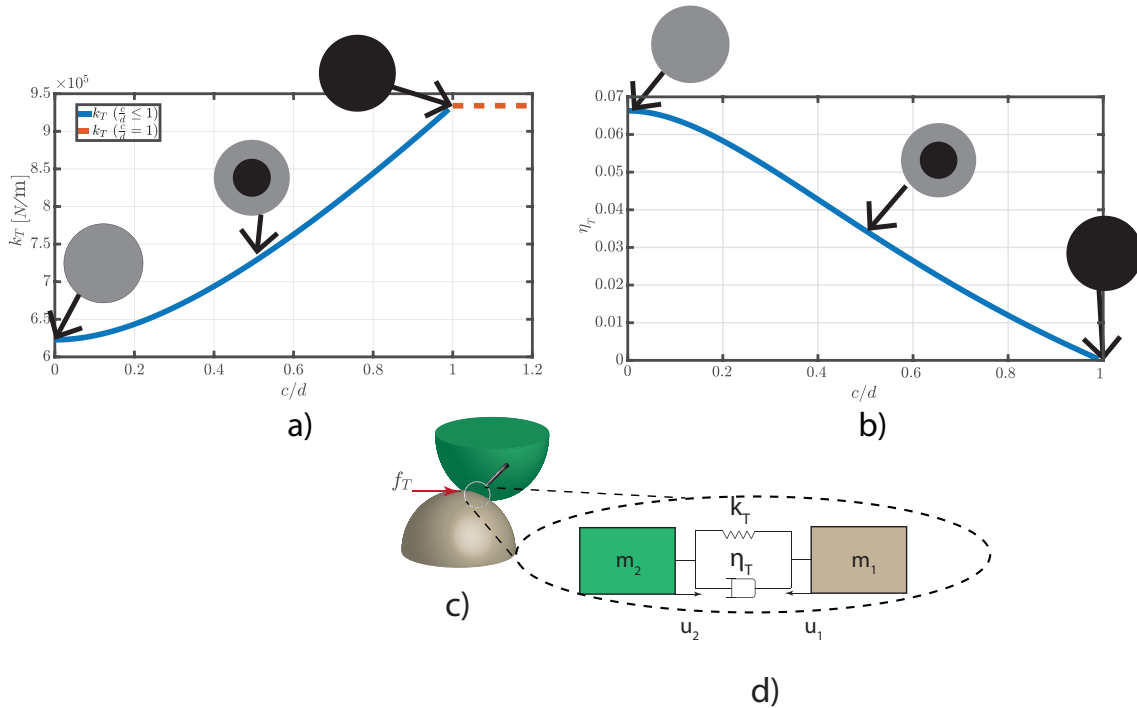 ×10⁵
9.5
9
8.5
8
7.5
7
6.5
6
k_T [N/m]
k_T (c/d ≤ 1)
k_T (c/d = 1)
0 0.2 0.4 0.6 0.8 1 1.2
c/d
a)
0.07
0.06
0.05
0.04
0.03
0.02
0.01
0
η_T
0 0.2 0.4 0.6 0.8 1
c/d
b)
f_T
c)
k_T
m_2 η_T m_1
u_2 u_1
d)